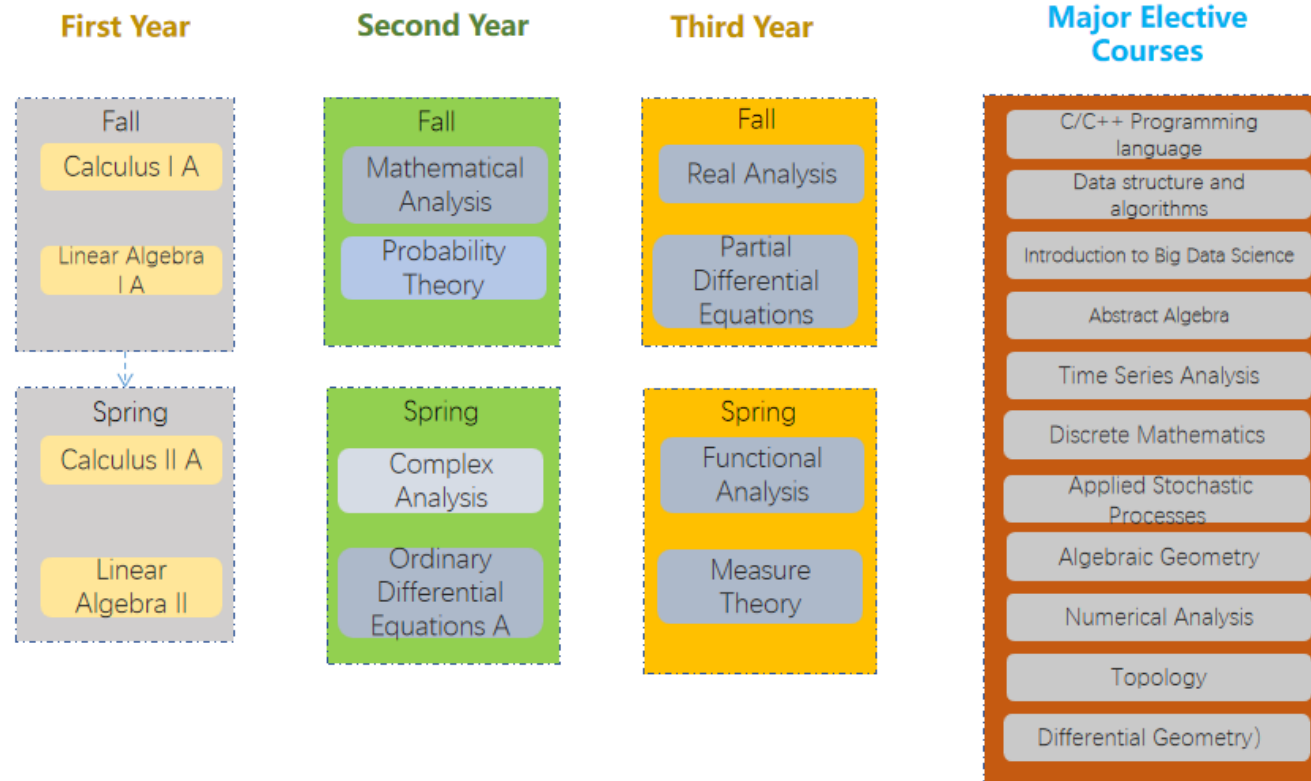 First Year
Fall
Calculus I A
Linear Algebra
I A
Spring
Calculus II A
Linear
Algebra II
Second Year
Fall
Mathematical
Analysis
Probability
Theory
Spring
Complex
Analysis
Ordinary
Differential
Equations A
Third Year
Fall
Real Analysis
Partial
Differential
Equations
Spring
Functional
Analysis
Measure
Theory
Major Elective
Courses
C/C++ Programming
language
Data structure and
algorithms
Introduction to Big Data Science
Abstract Algebra
Time Series Analysis
Discrete Mathematics
Applied Stochastic
Processes
Algebraic Geometry
Numerical Analysis
Topology
Differential Geometry）